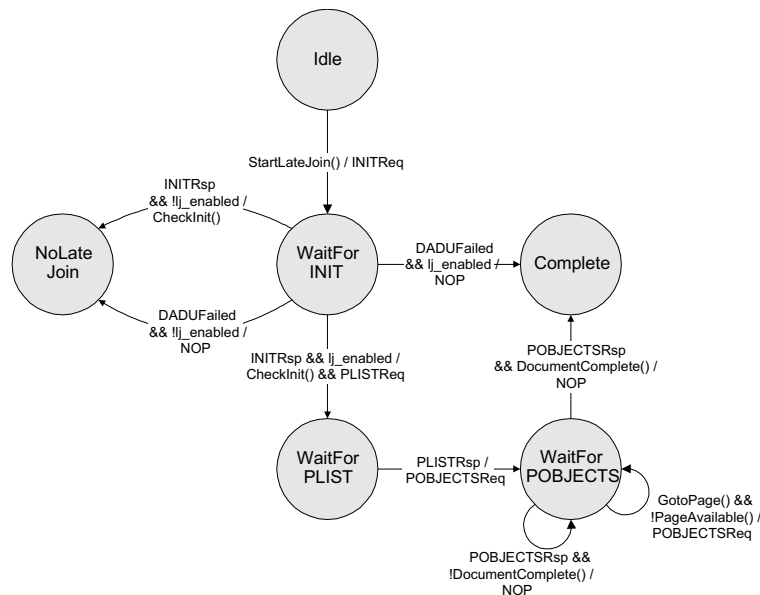 Idle
StartLateJoin() / INITReq
INITRsp
&& !lj_enabled /
CheckInit()
NoLate
Join
WaitFor
INIT
DADUFailed
&& lj_enabled /
NOP
Complete
DADUFailed
&& !lj_enabled /
NOP
INITRsp && lj_enabled /
CheckInit() && PLISTReq
POBJECTSRsp
&& DocumentComplete() /
NOP
WaitFor
PLIST
PLISTRsp /
POBJECTSReq
WaitFor
POBJECTS
GotoPage() &&
!PageAvailable() /
POBJECTSReq
POBJECTSRsp &&
!DocumentComplete() /
NOP